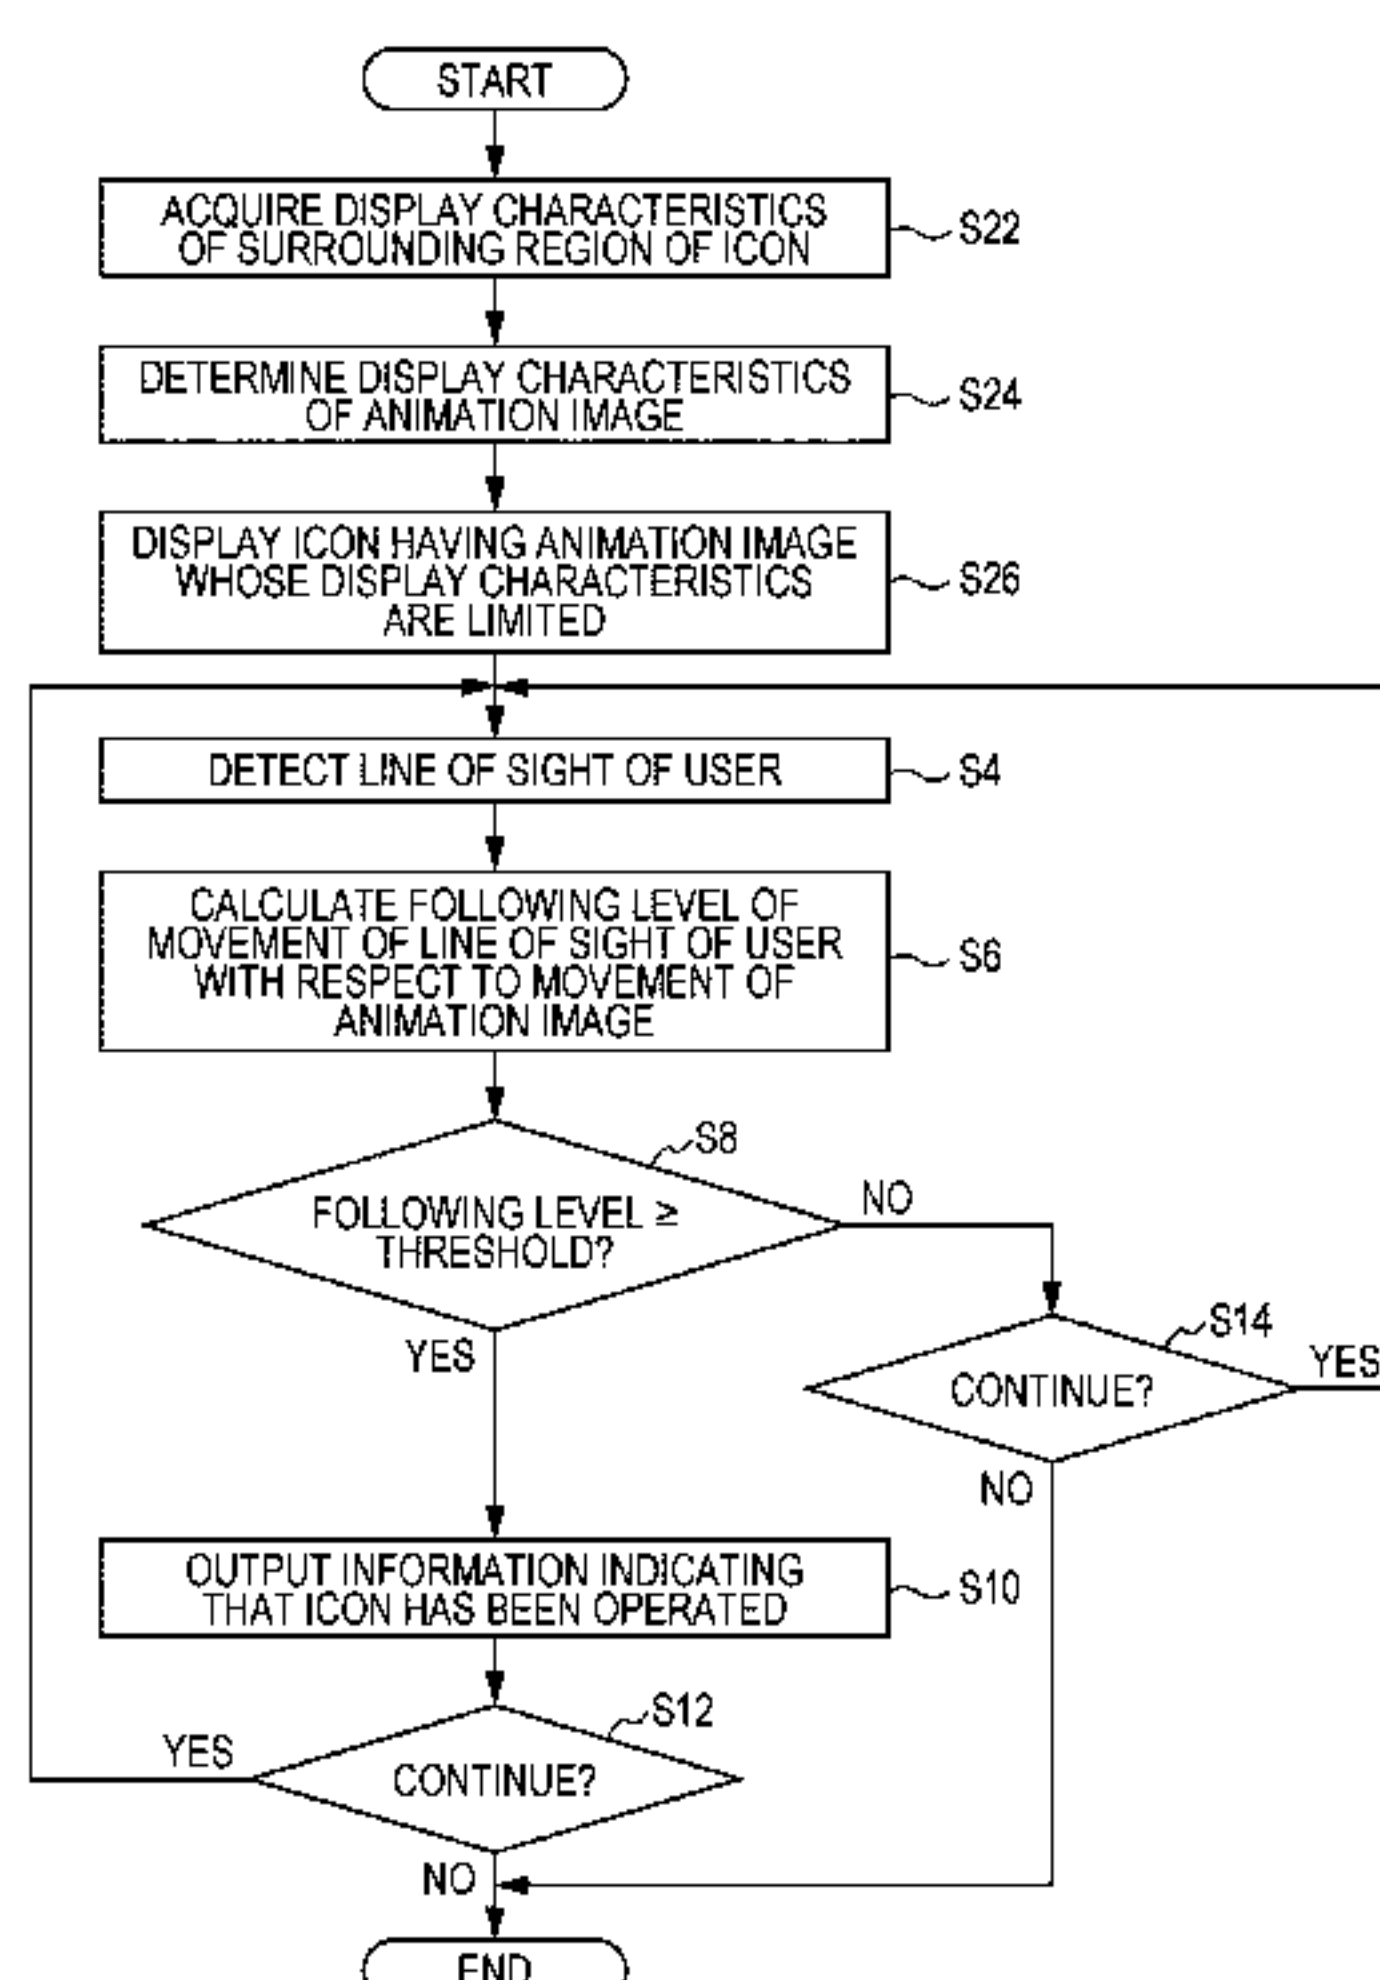 START
ACQUIRE DISPLAY CHARACTERISTICS
OF SURROUNDING REGION OF ICON
S22
DETERMINE DISPLAY CHARACTERISTICS
OF ANIMATION IMAGE
S24
DISPLAY ICON HAVING ANIMATION IMAGE
WHOSE DISPLAY CHARACTERISTICS
ARE LIMITED
S26
DETECT LINE OF SIGHT OF USER
S4
CALCULATE FOLLOWING LEVEL OF
MOVEMENT OF LINE OF SIGHT OF USER
WITH RESPECT TO MOVEMENT OF
ANIMATION IMAGE
S6
S8
FOLLOWING LEVEL ≥
THRESHOLD?
NO
YES
S14
CONTINUE?
YES
NO
OUTPUT INFORMATION INDICATING
THAT ICON HAS BEEN OPERATED
S10
S12
CONTINUE?
YES
NO
END